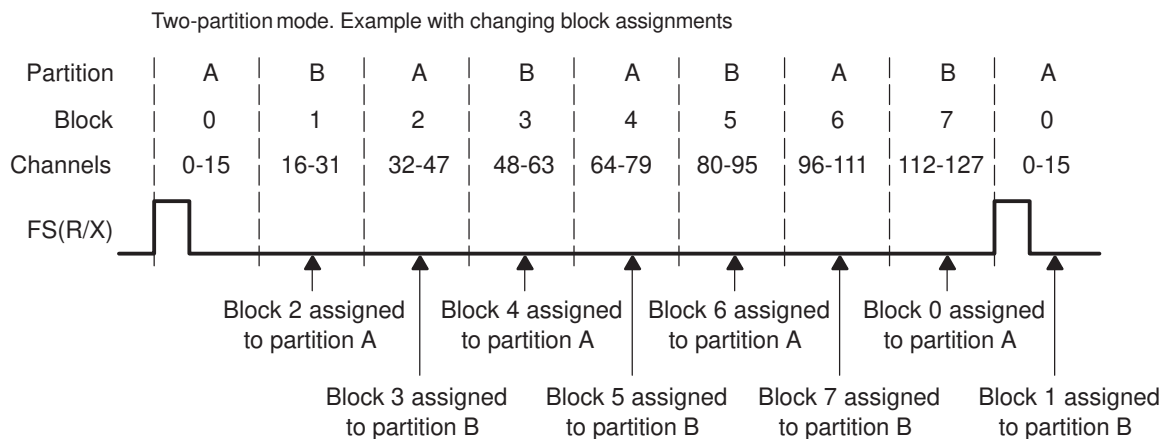 Two-partition mode. Example with changing block assignments
Partition A B A B A B A B A
Block 0 1 2 3 4 5 6 7 0
Channels 0-15 16-31 32-47 48-63 64-79 80-95 96-111 112-127 0-15
FS(R/X)
Block 2 assigned
to partition A
Block 4 assigned
to partition A
Block 6 assigned
to partition A
Block 0 assigned
to partition A
Block 3 assigned
to partition B
Block 5 assigned
to partition B
Block 7 assigned
to partition B
Block 1 assigned
to partition B